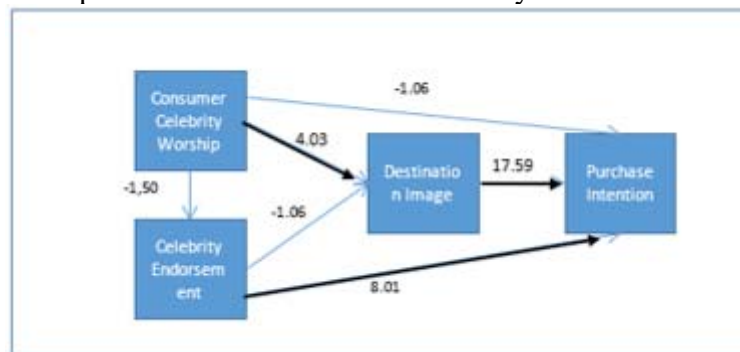 Consumer
Celebrity
Worship
-1.06
4.03
Destinatio
n Image
17.59
Purchase
Intention
-1,50
-1.06
Celebrity
Endorsem
ent
8.01